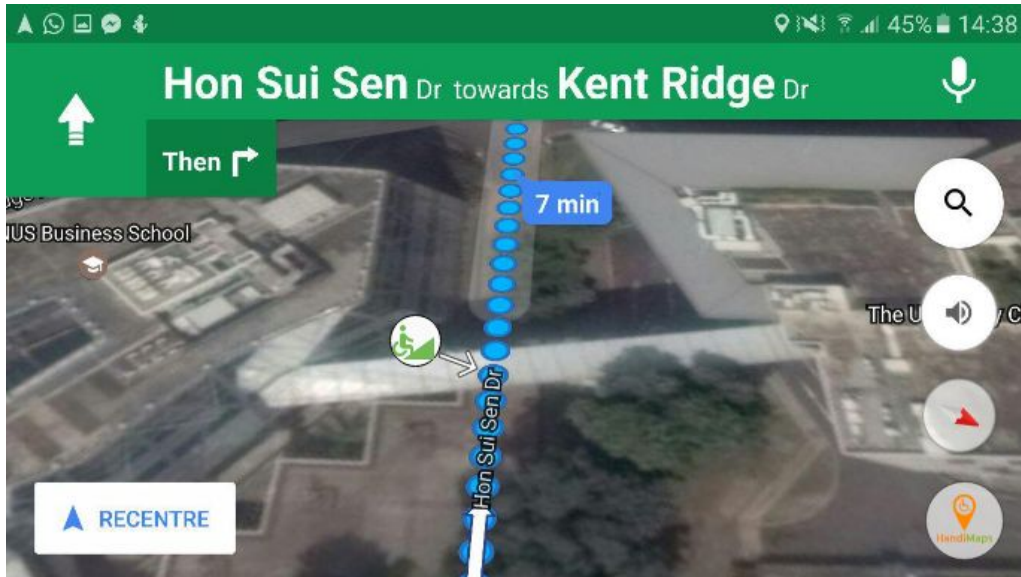 45% 14:38
Hon Sui Sen Dr towards Kent Ridge Dr
Then
7 min
NUS Business School
The U
y C
Hon Sui Sen Dr
RECENTRE
HandiMaps